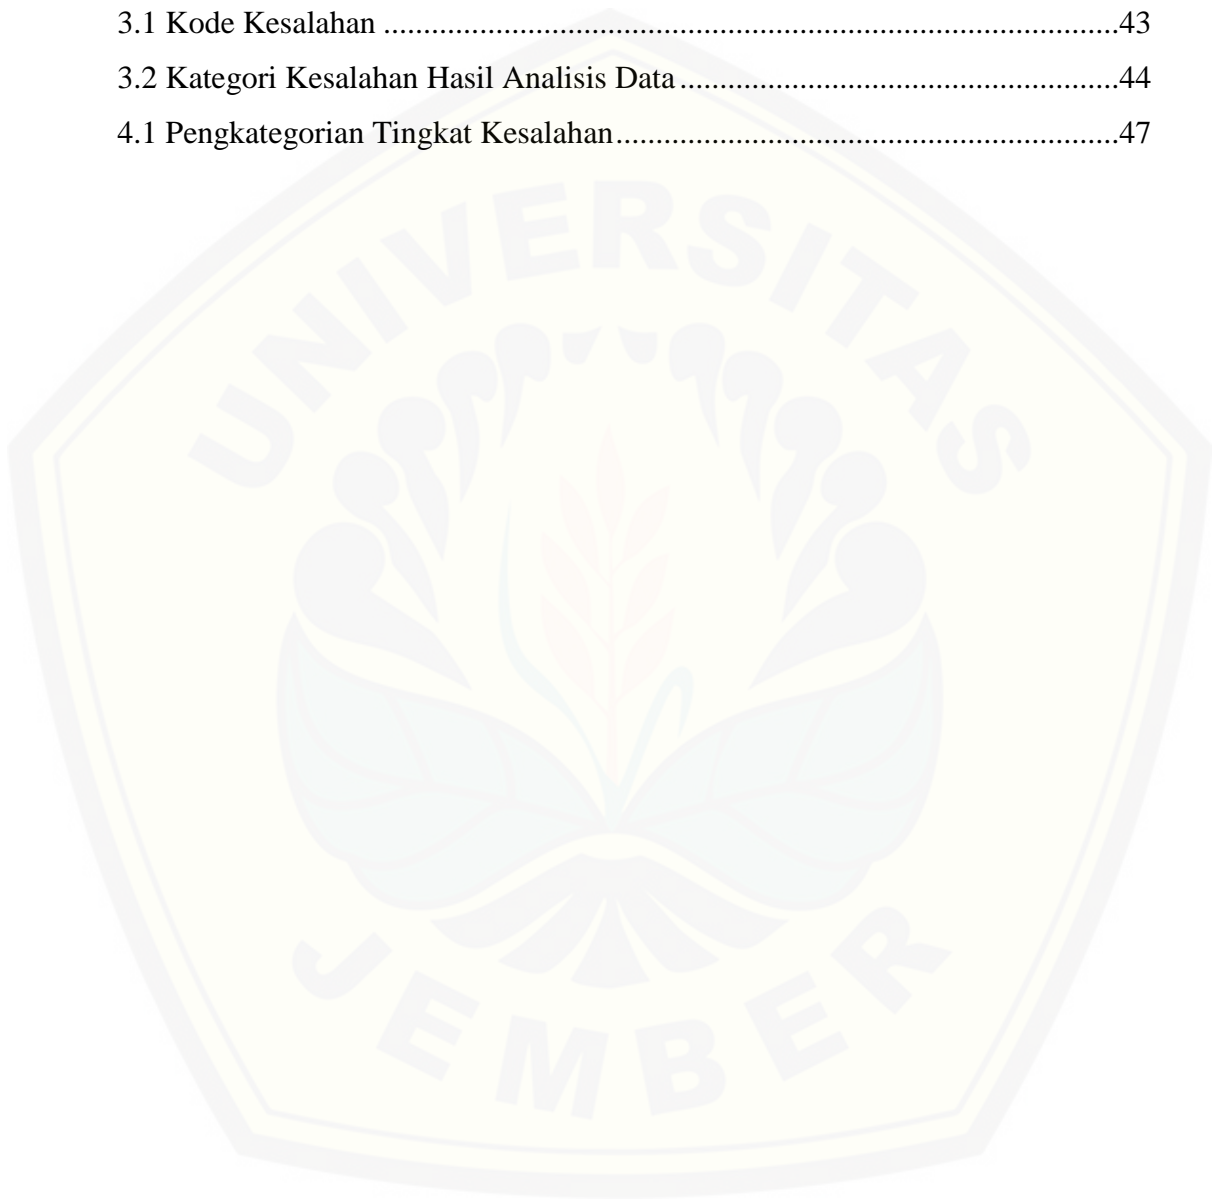 3.1 Kode Kesalahan ............................................................................................43
3.2 Kategori Kesalahan Hasil Analisis Data .......................................................44
4.1 Pengkategorian Tingkat Kesalahan...............................................................47
UNIVERSITAS
JEMBER